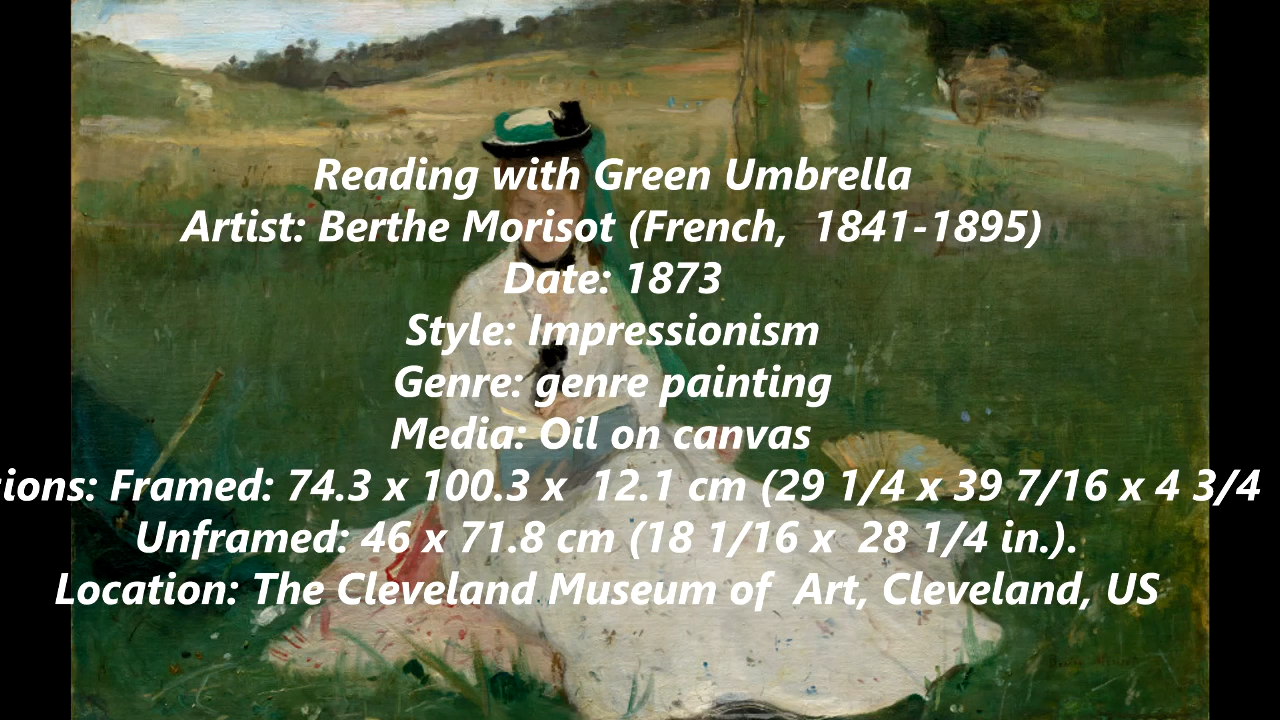 Reading with Green Umbrella
Artist: Berthe Morisot (French, 1841-1895)
Date: 1873
Style: Impressionism
Genre: genre painting
Media: Oil on canvas
tions: Framed: 74.3 x 100.3 x 12.1 cm (29 1/4 x 39 7/16 x 4 3/4
Unframed: 46 x 71.8 cm (18 1/16 x 28 1/4 in.).
Location: The Cleveland Museum of Art, Cleveland, US